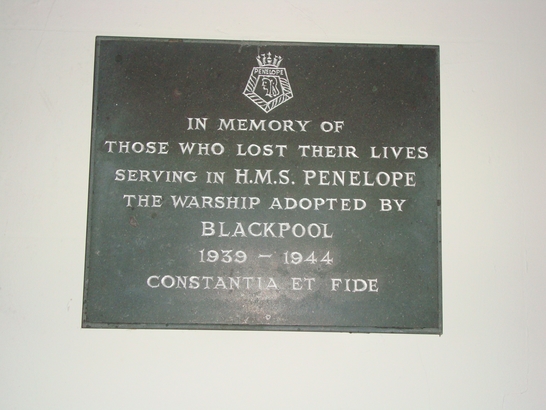 PENELOPE
IN MEMORY OF
THOSE WHO LOST THEIR LIVES
SERVING IN H.M.S. PENELOPE
THE WARSHIP ADOPTED BY
BLACKPOOL
1939 - 1944
CONSTANTIA ET FIDE